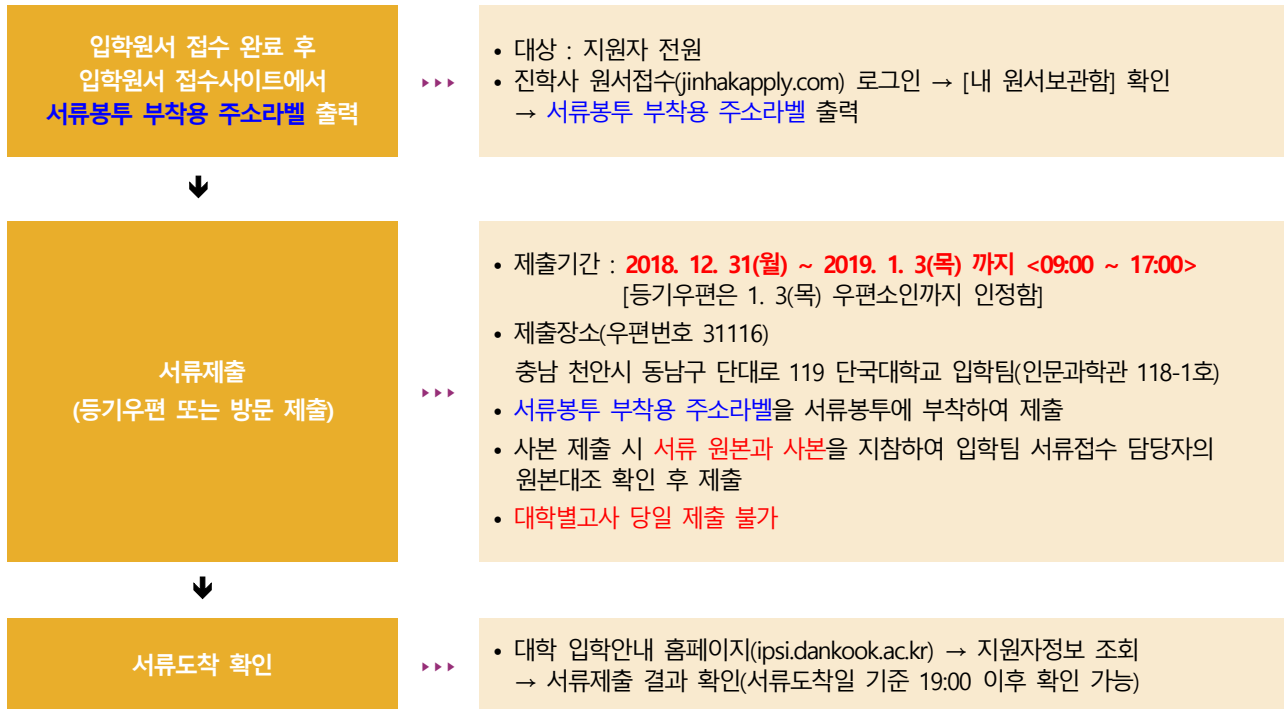 입학원서 접수 완료 후
입학원서 접수사이트에서
서류봉투 부착용 주소라벨 출력
• 대상 : 지원자 전원
• 진학사 원서접수(jinhakapply.com) 로그인 → [내 원서보관함] 확인
→ 서류봉투 부착용 주소라벨 출력
서류제출
(등기우편 또는 방문 제출)
• 제출기간 : 2018. 12. 31(월) ~ 2019. 1. 3(목) 까지 <09:00 ~ 17:00>
[등기우편은 1. 3(목) 우편소인까지 인정함]
• 제출장소(우편번호 31116)
충남 천안시 동남구 단대로 119 단국대학교 입학팀(인문과학관 118-1호)
• 서류봉투 부착용 주소라벨을 서류봉투에 부착하여 제출
• 사본 제출 시 서류 원본과 사본을 지참하여 입학팀 서류접수 담당자의
원본대조 확인 후 제출
• 대학별고사 당일 제출 불가
서류도착 확인
• 대학 입학안내 홈페이지(ipsi.dankook.ac.kr) → 지원자정보 조회
→ 서류제출 결과 확인(서류도착일 기준 19:00 이후 확인 가능)